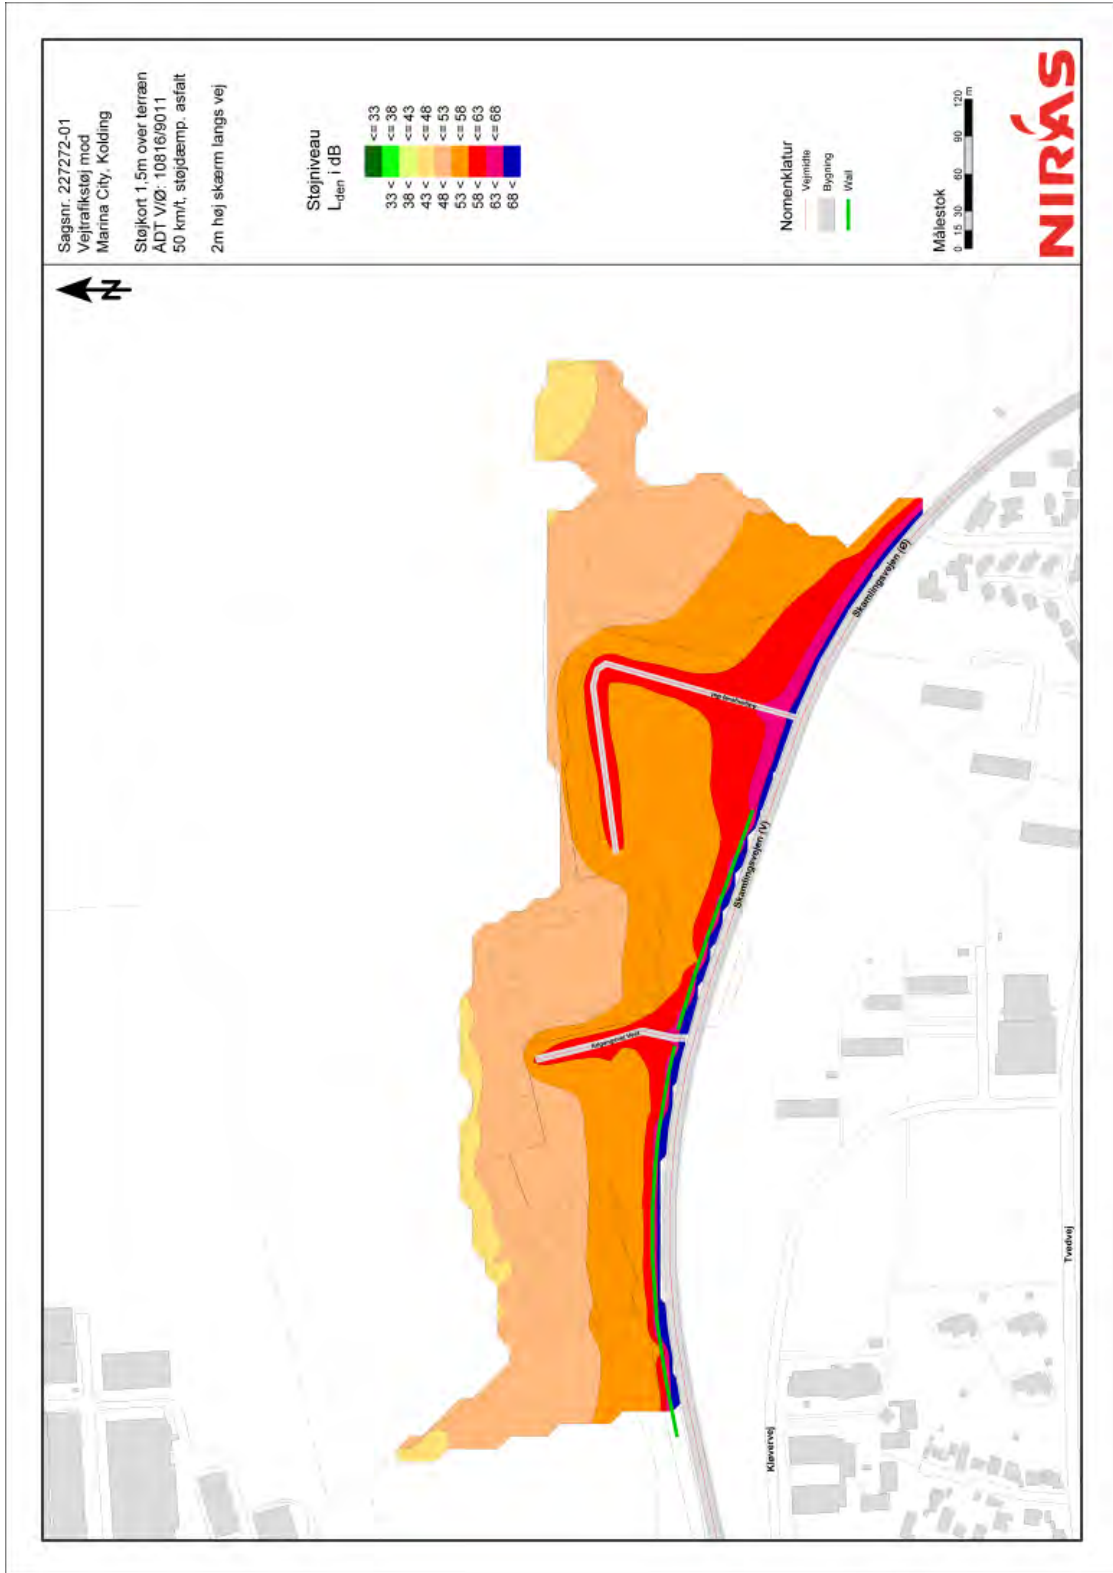 Sagsnr. 227272-01
Vejtrafikstøj mod
Marina City, Kolding
Støjkort 1.5m over terræn
ÅDT V/Ø: 10816/9011
50 km/t, støjdæmp. asfalt
2m høj skærm langs vej
Støjniveau
Lden i dB
<= 33
33 < <= 38
38 < <= 43
43 < <= 48
48 < <= 53
53 < <= 58
58 < <= 63
63 < <= 68
68 <
Nomenklatur
Vejmidte
Bygning
Wall
Målestok
0 15 30 60 90 120
m
NIRAS
N
Skamlingsvejen (Ø)
Skamlingsvejen (V)
Adgangsvej Vest
Kløvervej
Tvedvej